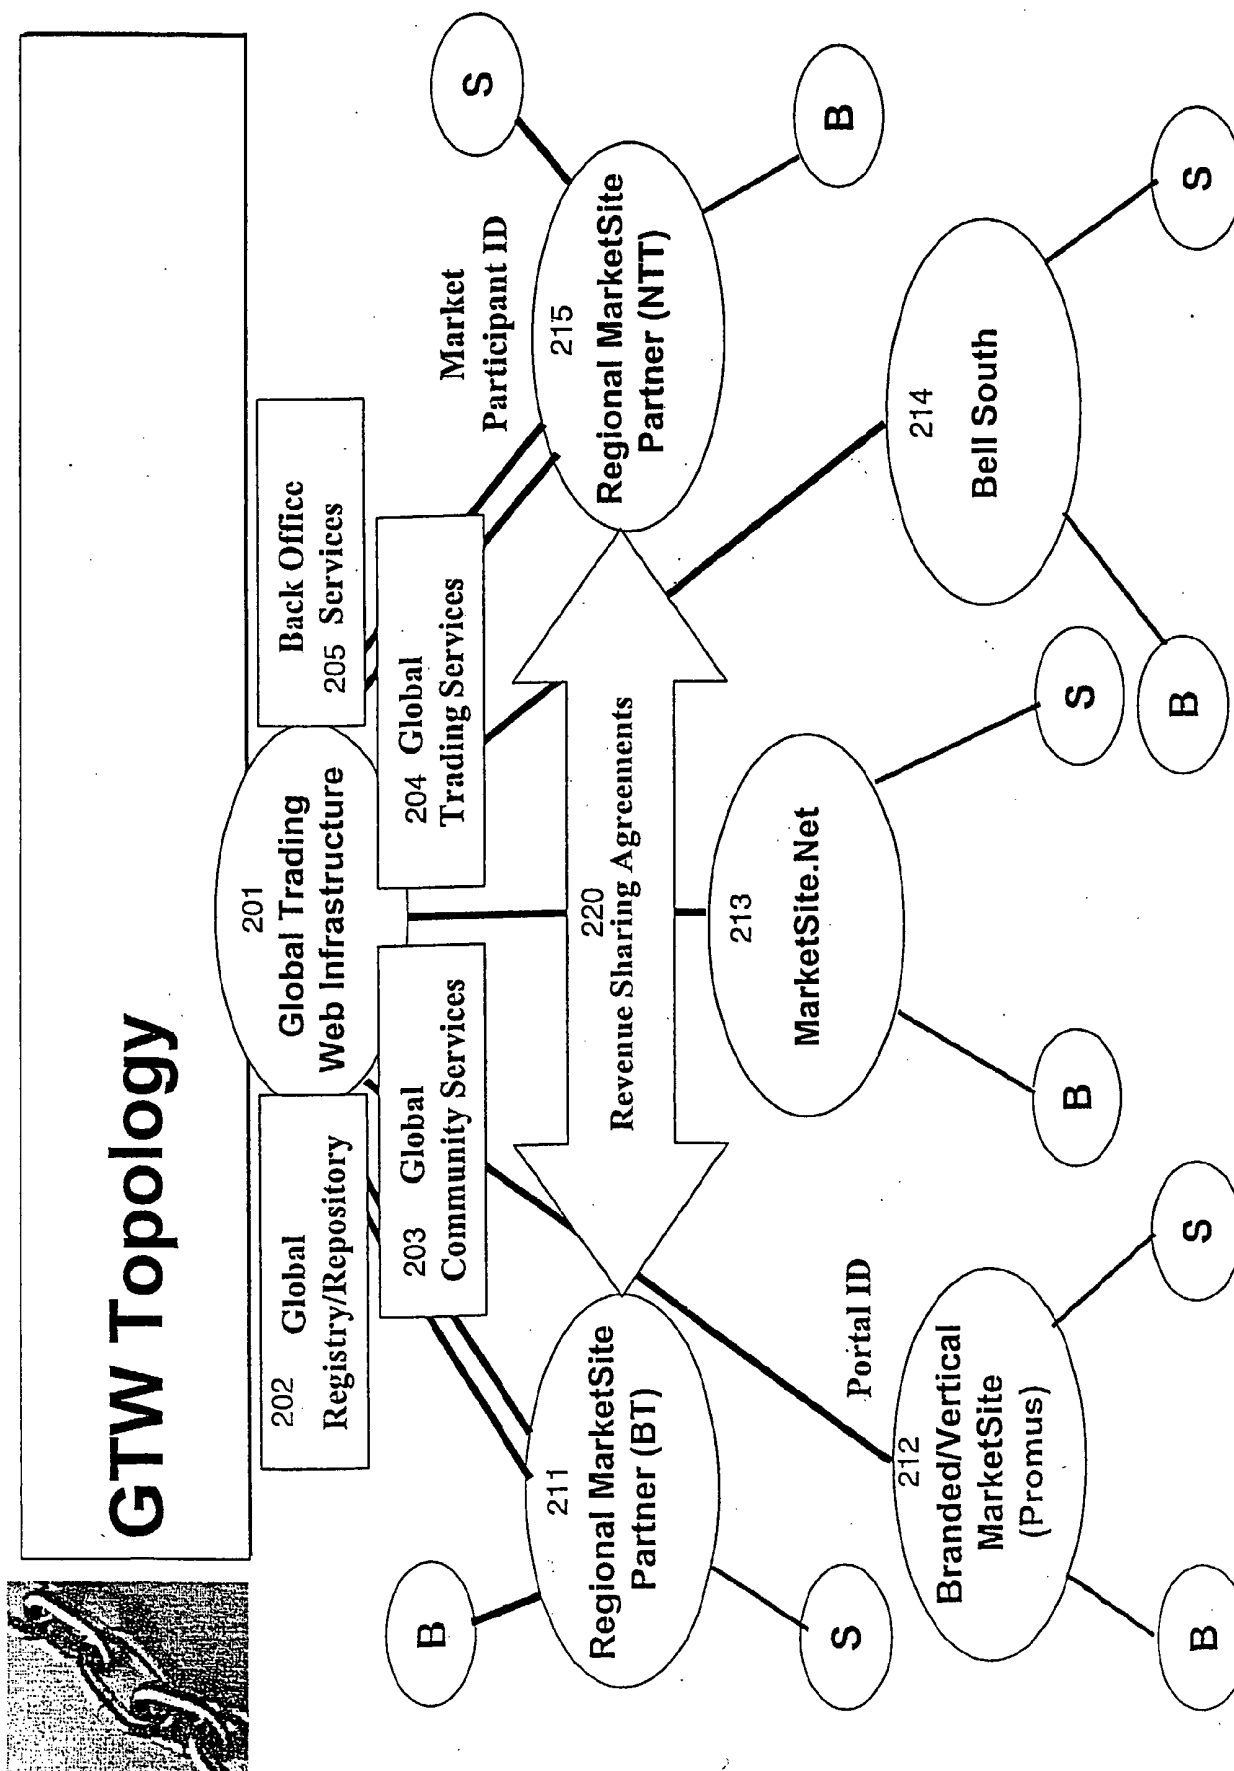 GTW Topology
201
Global Trading
Web Infrastructure
202 Global
Registry/Repository
Back Office
205 Services
203 Global
Community Services
204 Global
Trading Services
Market
Participant ID
B
S
211
Regional MarketSite
Partner (BT)
220
Revenue Sharing Agreements
215
Regional MarketSite
Partner (NTT)
S
B
213
MarketSite.Net
Portal ID
212
Branded/Vertical
MarketSite
(Promus)
214
Bell South
B
S
B
S
B
S